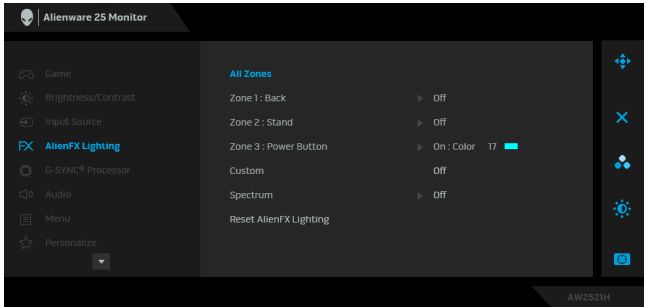 Alienware 25 Monitor
Game
Brightness/Contrast
Input Source
FX AlienFX Lighting
G-SYNC® Processor
Audio
Menu
Personalize
All Zones
Zone 1 : Back Off
Zone 2 : Stand Off
Zone 3 : Power Button On : Color 17
Custom Off
Spectrum Off
Reset AlienFX Lighting
AW2521H